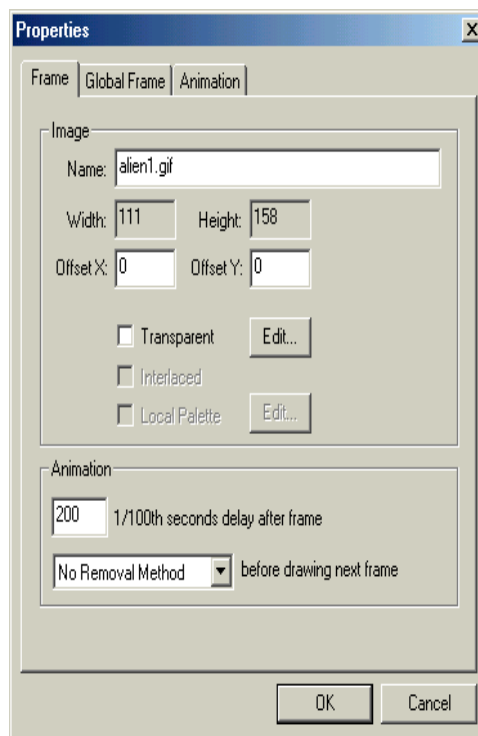 Properties
Frame Global Frame Animation
Image
Name: alien1.gif
Width: 111 Height: 158
Offset X: 0 Offset Y: 0
Transparent Edit...
Interlaced
Local Palette Edit...
Animation
200 1/100th seconds delay after frame
No Removal Method before drawing next frame
OK Cancel